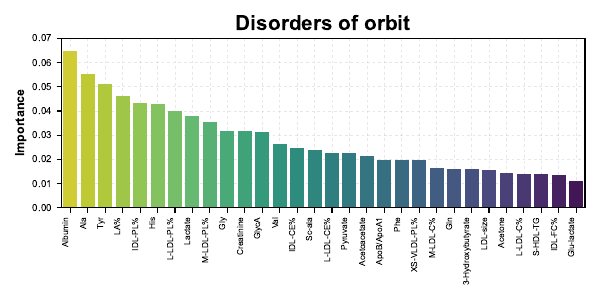 Disorders of orbit
Importance
0.07
0.06
0.05
0.04
0.03
0.02
0.01
0.00
Albumin
Ala
Tyr
LA%
IDL-PL%
His
L-LDL-PL%
Lactate
M-LDL-PL%
Gly
Creatinine
GlycA
Val
IDL-CE%
Sc-ala
L-LDL-CE%
Pyruvate
Acetoacetate
ApoB/ApoA1
Phe
XS-VLDL-PL%
M-LDL-C%
Gln
3-Hydroxybutyrate
LDL-size
Acetone
L-LDL-C%
S-HDL-TG
IDL-FC%
Glu-lactate